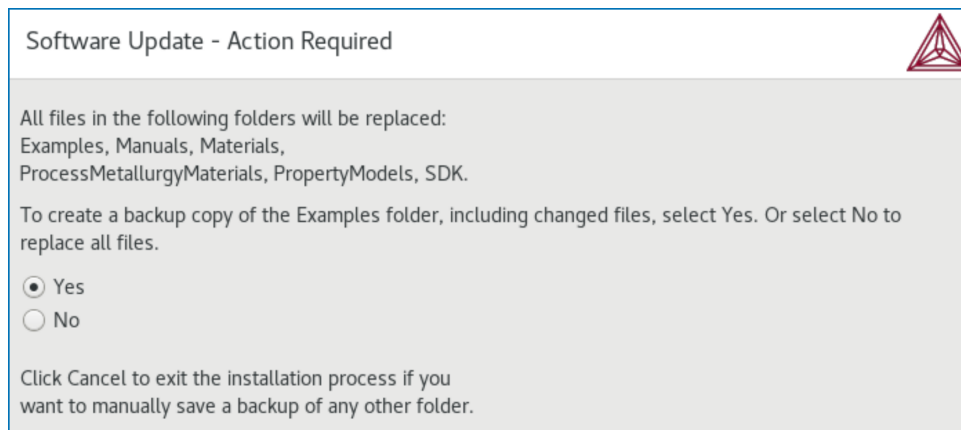 Software Update - Action Required
All files in the following folders will be replaced:
Examples, Manuals, Materials,
ProcessMetallurgyMaterials, PropertyModels, SDK.
To create a backup copy of the Examples folder, including changed files, select Yes. Or select No to
replace all files.
Yes
No
Click Cancel to exit the installation process if you
want to manually save a backup of any other folder.